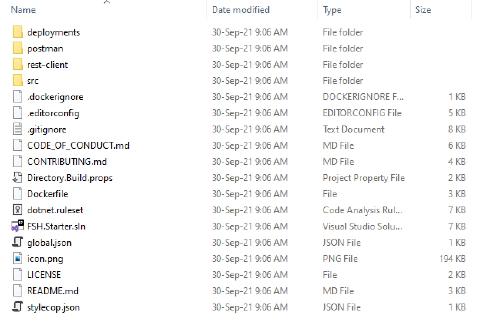 Name Date modified Type Size
deployments 30-Sep-21 9:06 AM File folder
postman 30-Sep-21 9:06 AM File folder
rest-client 30-Sep-21 9:06 AM File folder
src 30-Sep-21 9:06 AM File folder
.dockerignore 30-Sep-21 9:06 AM DOCKERIGNORE F... 1 KB
.editorconfig 30-Sep-21 9:06 AM EDITORCONFIG File 5 KB
.gitignore 30-Sep-21 9:06 AM Text Document 8 KB
CODE_OF_CONDUCT.md 30-Sep-21 9:06 AM MD File 6 KB
CONTRIBUTING.md 30-Sep-21 9:06 AM MD File 4 KB
Directory.Build.props 30-Sep-21 9:06 AM Project Property File 2 KB
Dockerfile 30-Sep-21 9:06 AM File 3 KB
dotnet.ruleset 30-Sep-21 9:06 AM Code Analysis Rul... 7 KB
FSH.Starter.sln 30-Sep-21 9:06 AM Visual Studio Solu... 7 KB
global.json 30-Sep-21 9:06 AM JSON File 1 KB
icon.png 30-Sep-21 9:06 AM PNG File 194 KB
LICENSE 30-Sep-21 9:06 AM File 2 KB
README.md 30-Sep-21 9:06 AM MD File 3 KB
stylecop.json 30-Sep-21 9:06 AM JSON File 1 KB